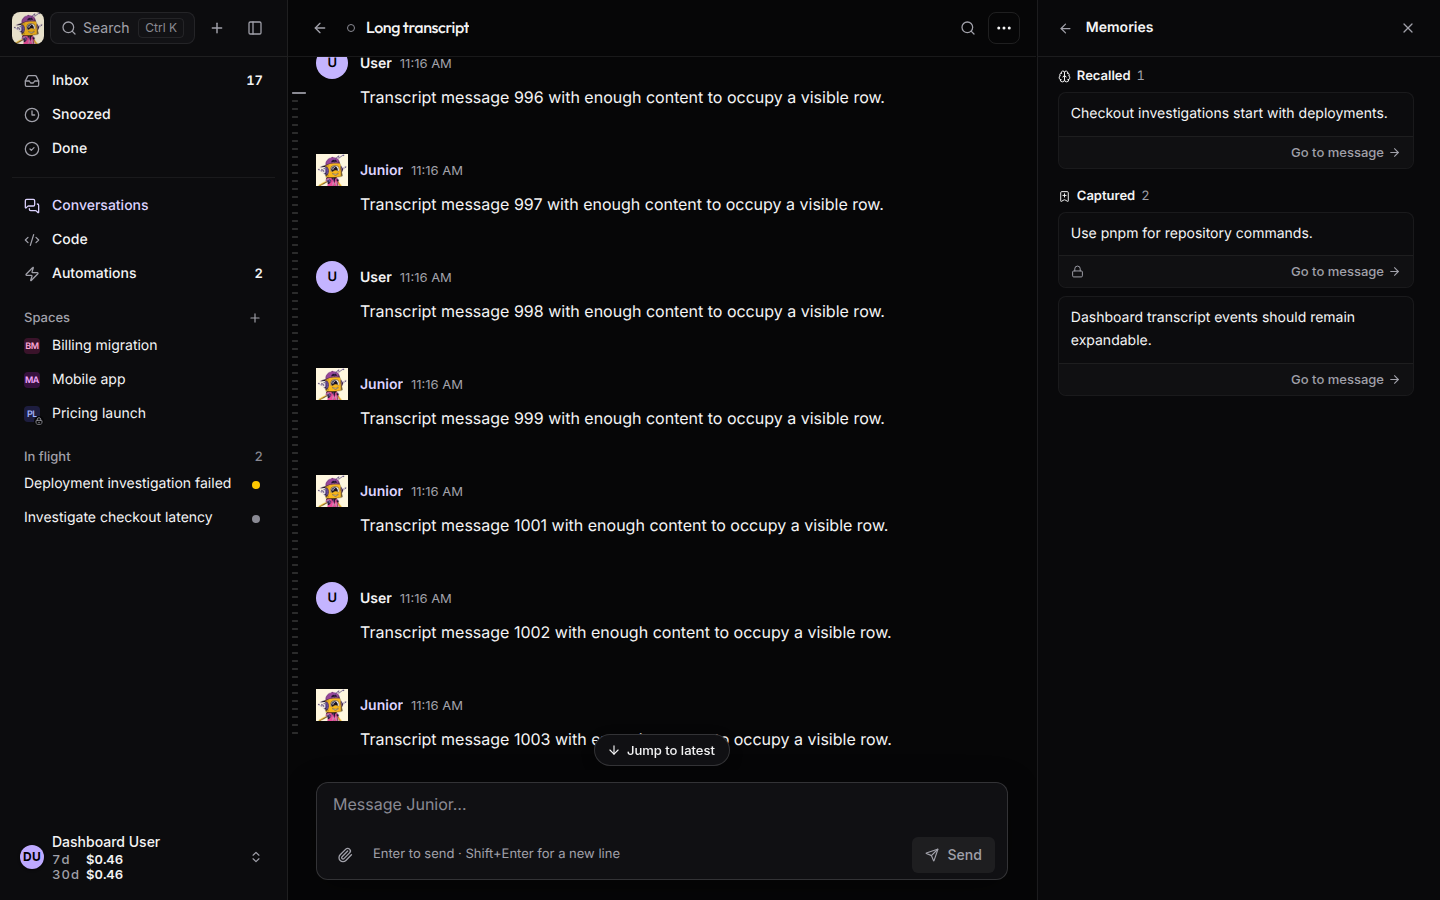 Search Ctrl K
Inbox 17
Snoozed
Done
Conversations
Code
Automations 2
Spaces
BM Billing migration
MA Mobile app
PL Pricing launch
In flight 2
Deployment investigation failed
Investigate checkout latency
DU Dashboard User
7d $0.46
30d $0.46
Long transcript
U User 11:16 AM
Transcript message 996 with enough content to occupy a visible row.
Junior 11:16 AM
Transcript message 997 with enough content to occupy a visible row.
U User 11:16 AM
Transcript message 998 with enough content to occupy a visible row.
Junior 11:16 AM
Transcript message 999 with enough content to occupy a visible row.
Junior 11:16 AM
Transcript message 1001 with enough content to occupy a visible row.
U User 11:16 AM
Transcript message 1002 with enough content to occupy a visible row.
Junior 11:16 AM
Transcript message 1003 with occupy a visible row.
Jump to latest
Message Junior...
Enter to send · Shift+Enter for a new line
Send
Memories
Recalled 1
Checkout investigations start with deployments.
Go to message
Captured 2
Use pnpm for repository commands.
Go to message
Dashboard transcript events should remain
expandable.
Go to message